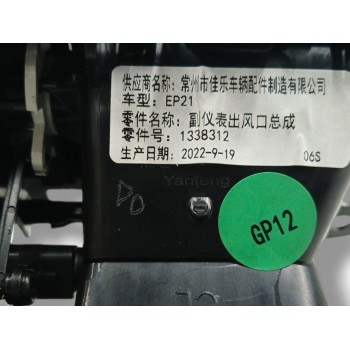 供应商名称：常州市佳乐车辆配件制造有限公司
车型：EP21
零件名称：副仪表出风口总成
零件号：1338312
生产日期：2022-9-19 06S
Yanteng
DO
GP12